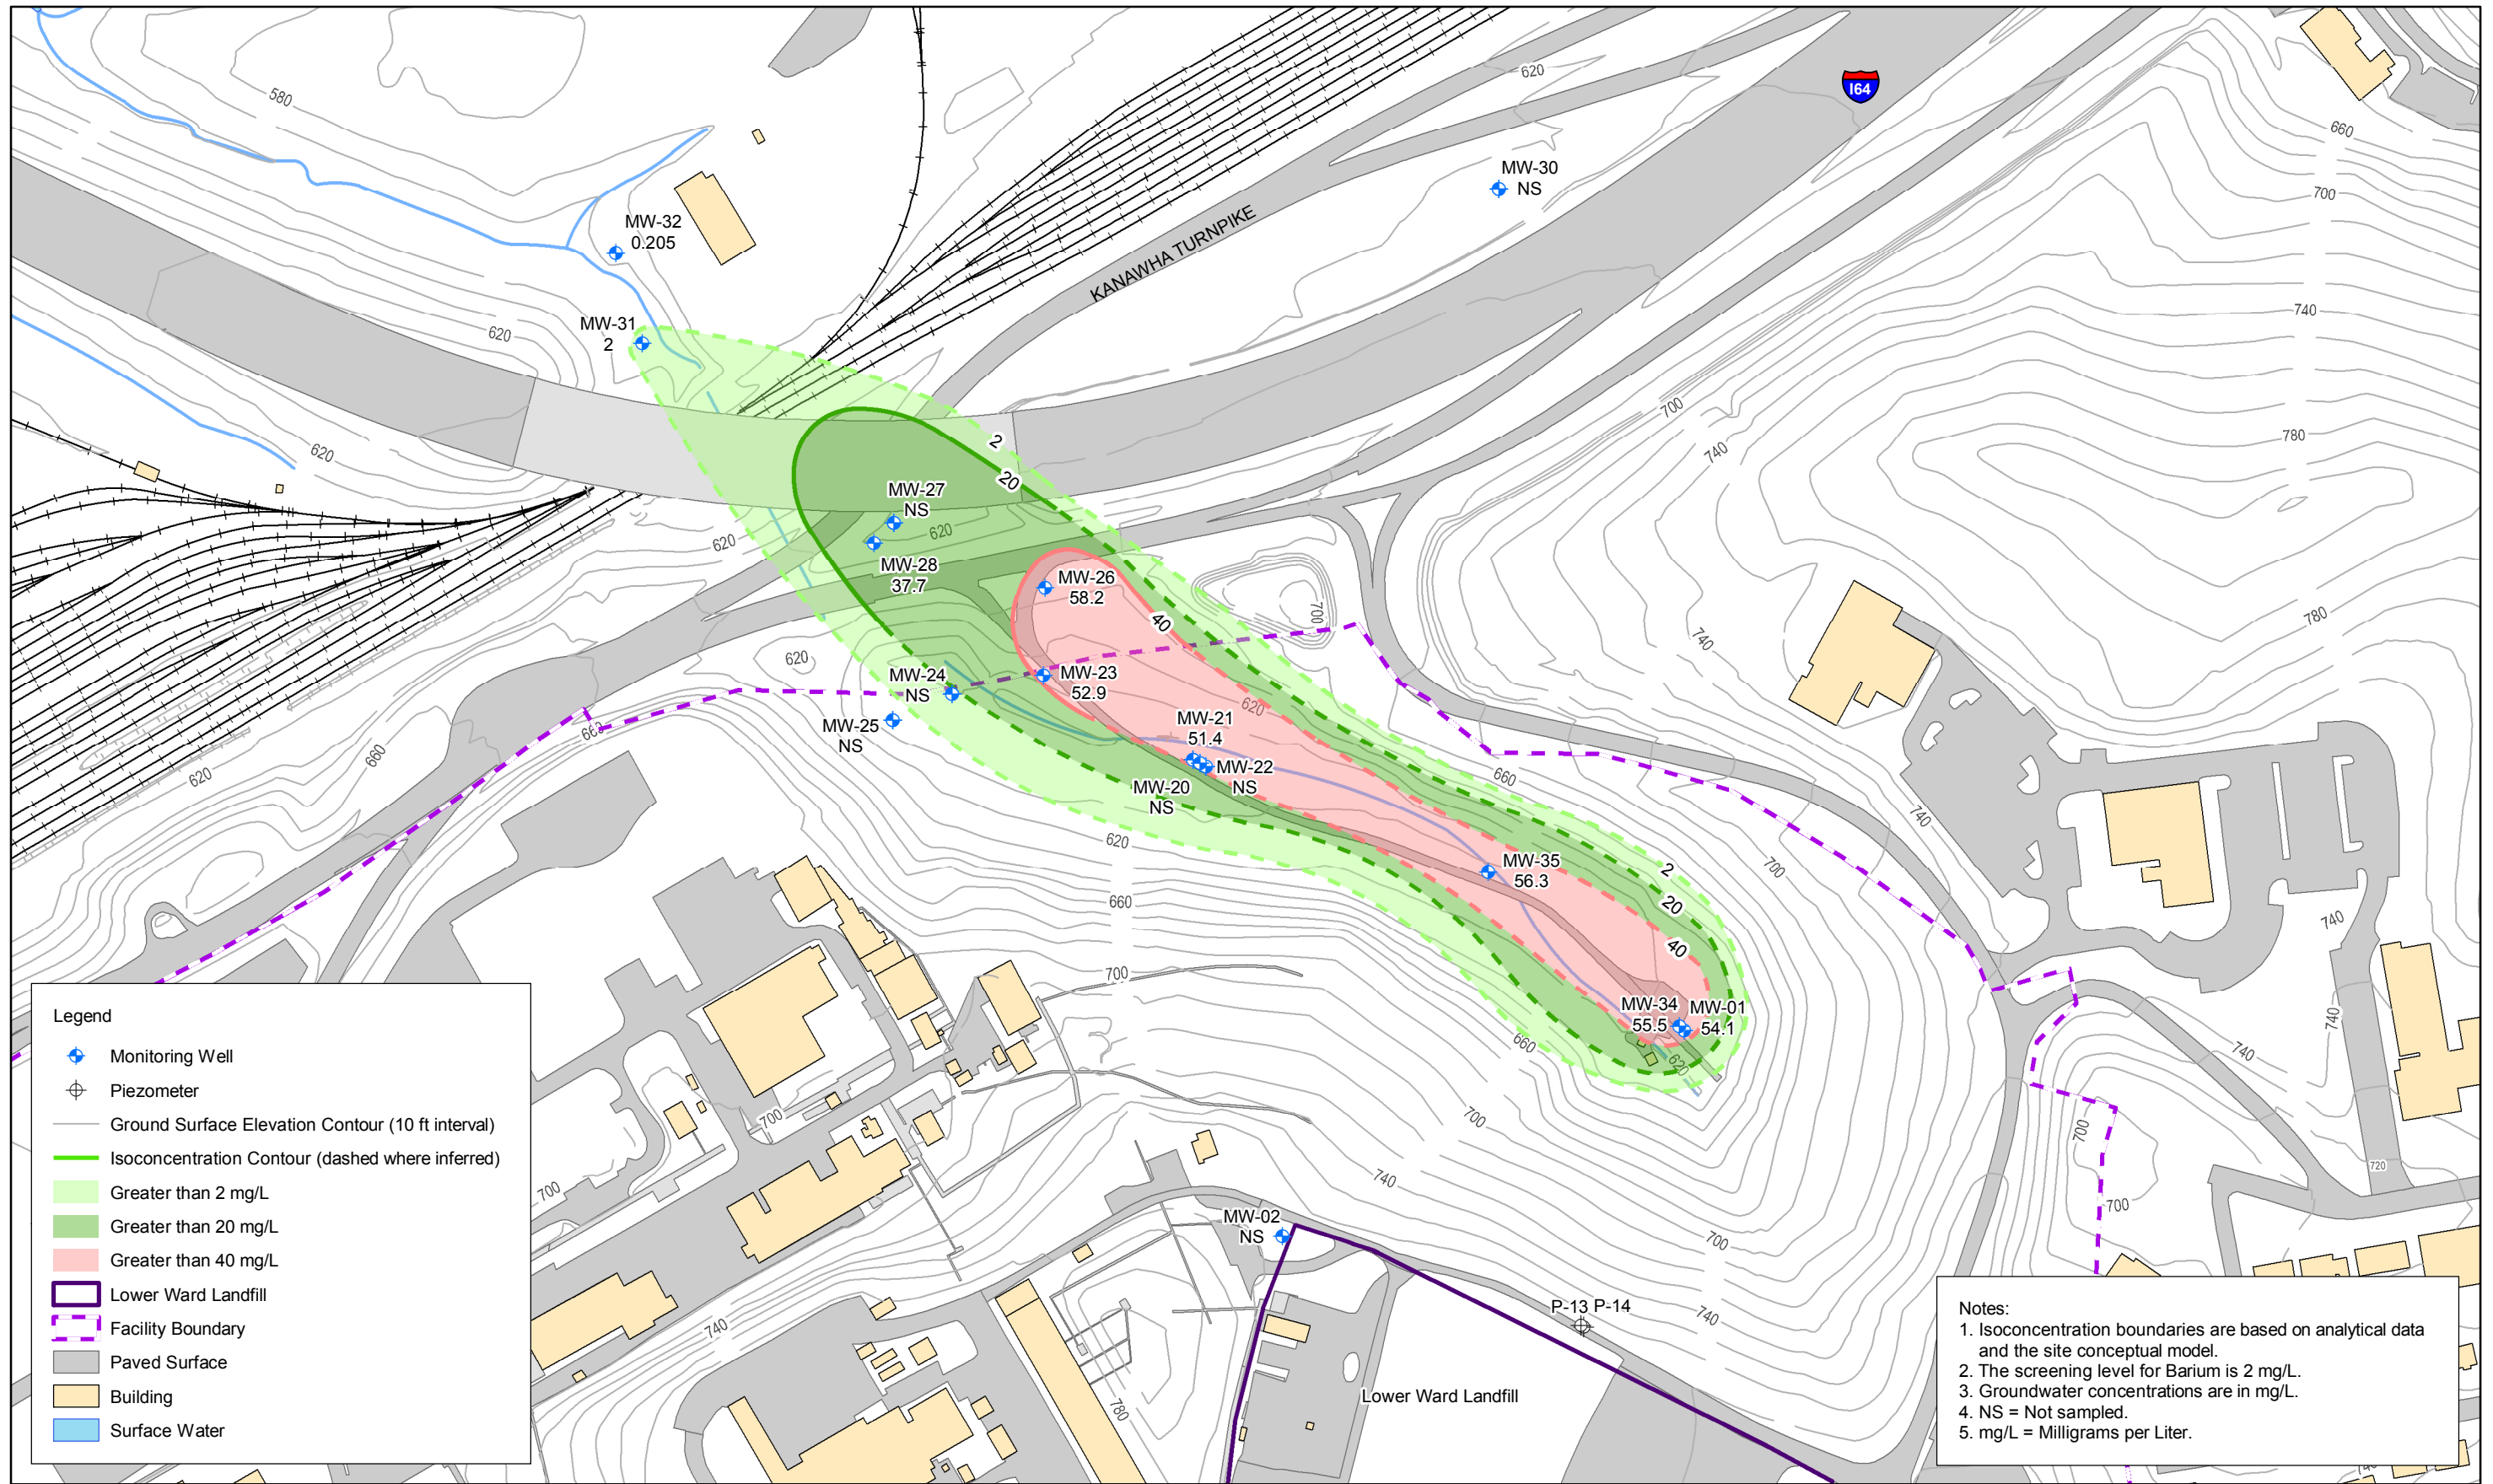 580
620
I64
660
MW-30
NS
700
MW-32
0.205
KANAWHA TURNPIKE
740
MW-31
2
620
700
780
2
740
620
20
MW-27
NS
620
620
MW-28
37.7
MW-26
58.2
40
700
780
740
620
MW-24
NS
MW-23
52.9
620
MW-25
NS
MW-21
51.4
660
660
620
MW-22
NS
MW-20
NS
660
740
620
MW-35
56.3
2
700
20
660
40
740
700
MW-34
55.5
MW-01
54.1
740
660
620
740
700
700
700
720
700
740
700
MW-02
NS
700
740
P-13 P-14
740
780
Lower Ward Landfill
Legend
Monitoring Well
Piezometer
Ground Surface Elevation Contour (10 ft interval)
Isoconcentration Contour (dashed where inferred)
Greater than 2 mg/L
Greater than 20 mg/L
Greater than 40 mg/L
Lower Ward Landfill
Facility Boundary
Paved Surface
Building
Surface Water
Notes:
1. Isoconcentration boundaries are based on analytical data
and the site conceptual model.
2. The screening level for Barium is 2 mg/L.
3. Groundwater concentrations are in mg/L.
4. NS = Not sampled.
5. mg/L = Milligrams per Liter.